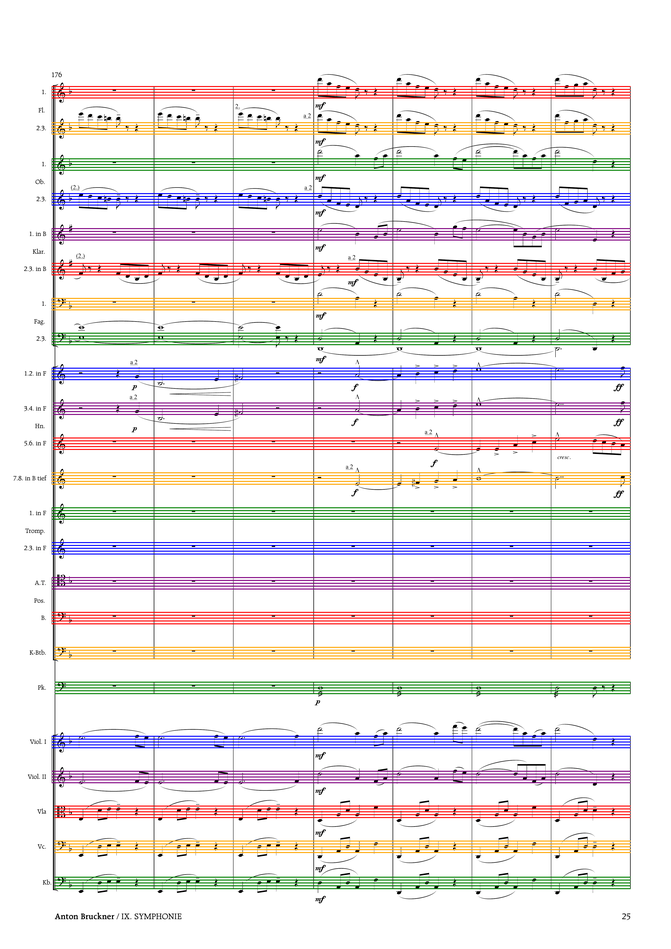 176
1.
Fl.
2.
a.2
2.3.
mf
mf
1.
Ob.
mf
(2.)
a.2
2.3.
mf
1. in B
Klar.
mf
(2.)
a.2
2.3. in B
mf
1.
Fag.
mf
2.3.
mf
a.2
1.2. in F
p
f
ff
a.2
3.4. in F
p
f
ff
Hn.
a.2
5.6. in F
f
cresc.
a.2
7.8. in B tief
f
ff
1. in F
Tromp.
2.3. in F
A.T.
Pos.
B.
K-Btb.
Pk.
p
Viol. I
mf
Viol. II
mf
Vla
mf
Vc.
mf
Kb.
mf
Anton Bruckner / IX. SYMPHONIE
25